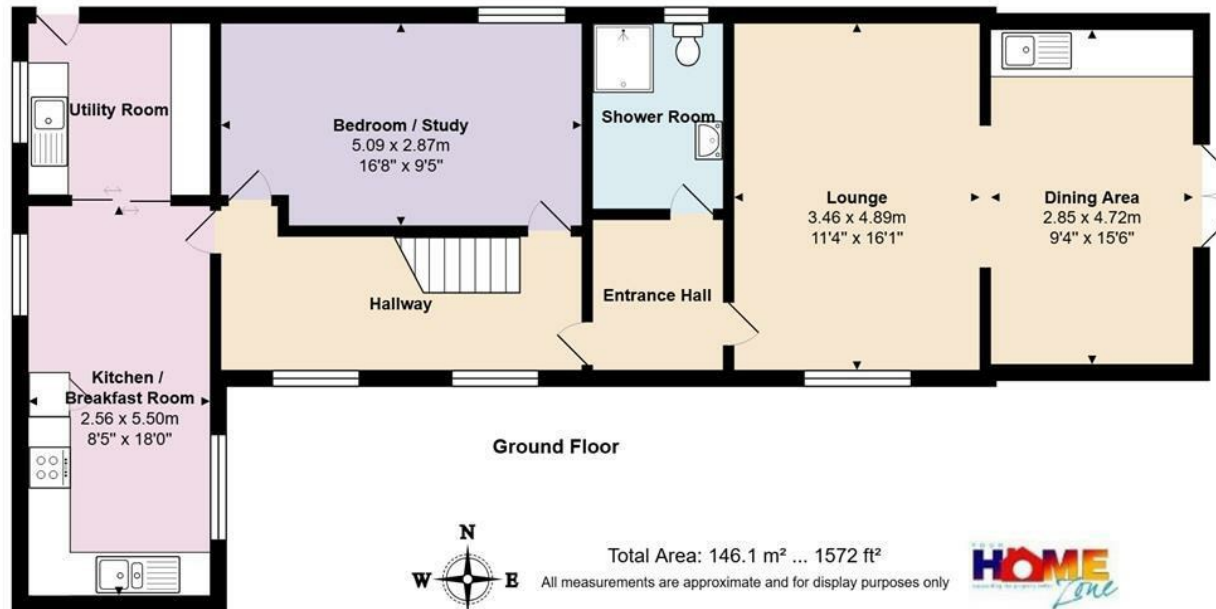 Utility Room
Bedroom / Study
5.09 x 2.87m
16'8" x 9'5"
Shower Room
Lounge
3.46 x 4.89m
11'4" x 16'1"
Dining Area
2.85 x 4.72m
9'4" x 15'6"
Hallway
Entrance Hall
Kitchen /
Breakfast Room
2.56 x 5.50m
8'5" x 18'0"
Ground Floor
N
W E
S
Total Area: 146.1 m² ... 1572 ft²
All measurements are approximate and for display purposes only
YOUR
HOME
Zone